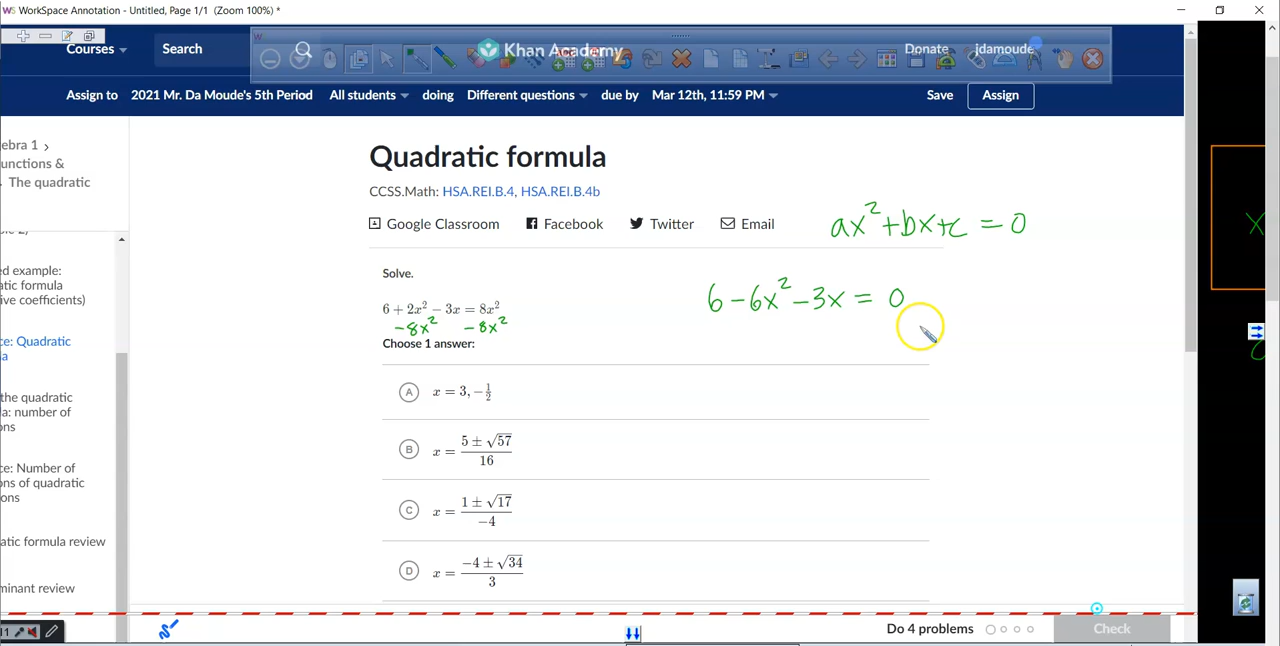 WorkSpace Annotation - Untitled, Page 1/1 (Zoom 100%) *
Courses
Search
Khan Academy
Donate
jdamoude
Assign to 2021 Mr. Da Moude's 5th Period All students doing Different questions due by Mar 12th, 11:59 PM Save Assign
ebra 1
unctions &
The quadratic
ed example:
atic formula
ive coefficients)
ce: Quadratic
la
the quadratic
la: number of
ons
ce: Number of
ons of quadratic
ons
atic formula review
minant review
Quadratic formula
CCSS.Math: HSA.REI.B.4, HSA.REI.B.4b
Google Classroom Facebook Twitter Email
ax² + bx + c = 0
Solve.
6 + 2x² − 3x = 8x²
-8x² -8x²
6 - 6x² - 3x = 0
Choose 1 answer:
A x = 3, −1/2
B x = (5 ± √57)/16
C x = (1 ± √17)/−4
D x = (−4 ± √34)/3
Do 4 problems
Check
X